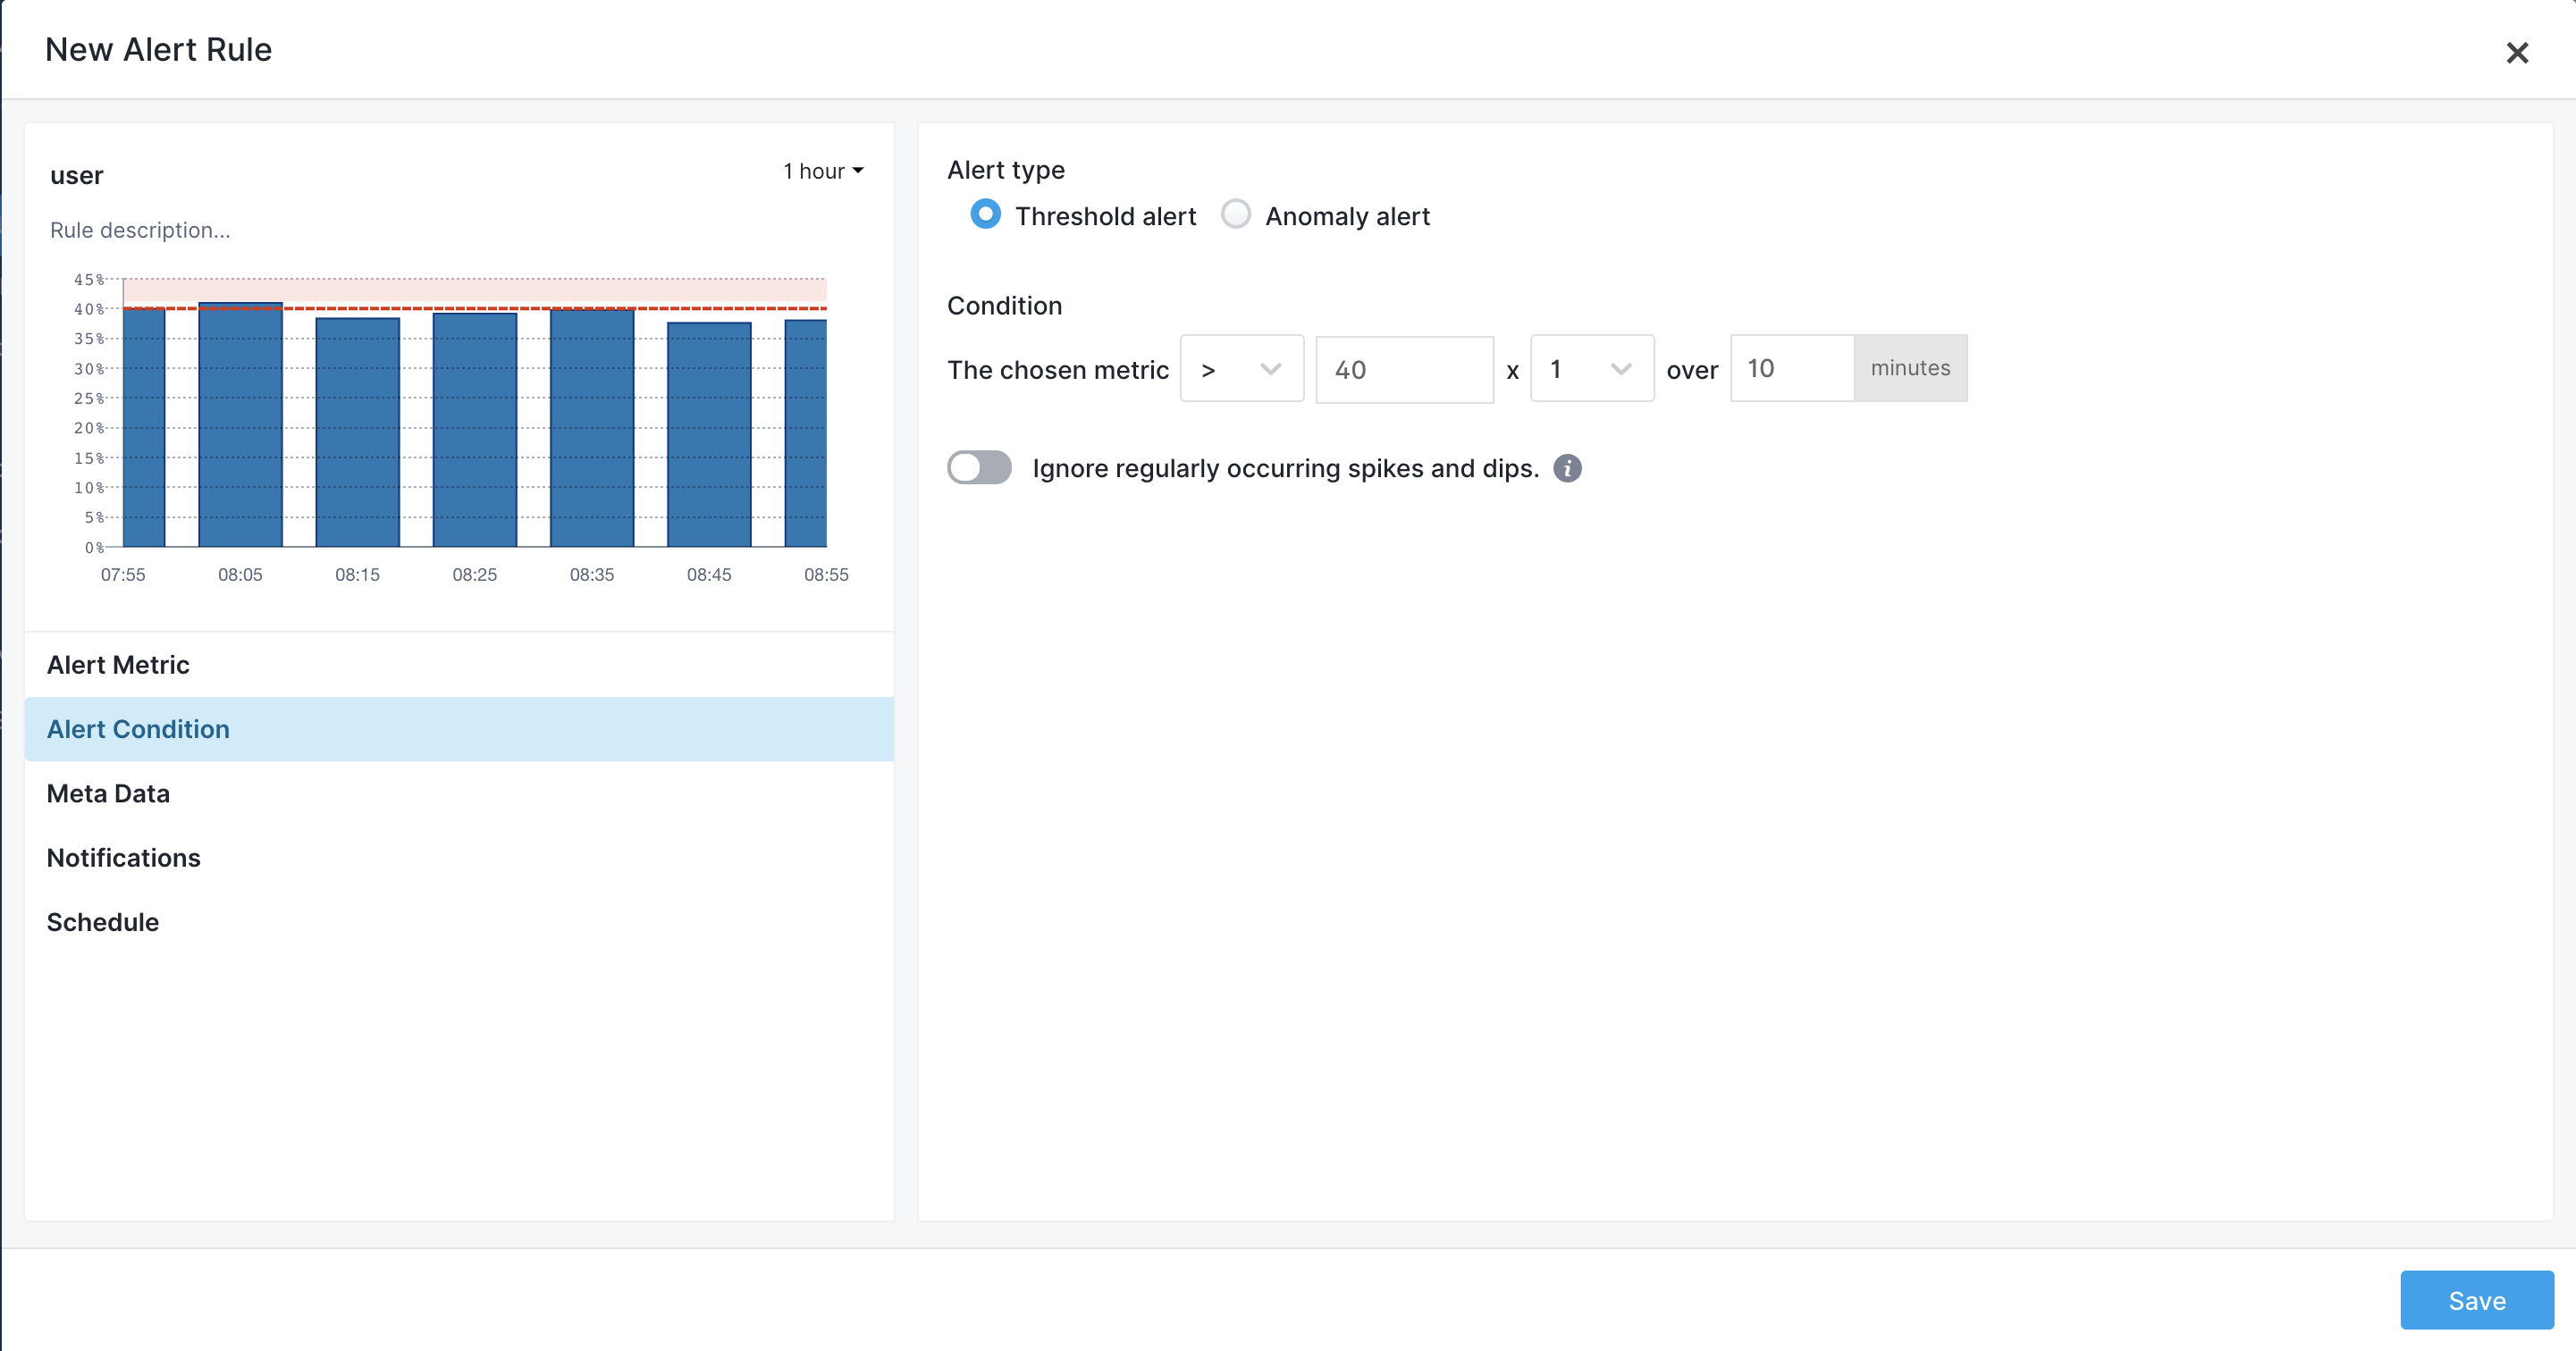 New Alert Rule
user
1 hour
Rule description...
45%
40%
35%
30%
25%
20%
15%
10%
5%
0%
07:55 08:05 08:15 08:25 08:35 08:45 08:55
Alert Metric
Alert Condition
Meta Data
Notifications
Schedule
Alert type
Threshold alert Anomaly alert
Condition
The chosen metric > 40 x 1 over 10 minutes
Ignore regularly occurring spikes and dips. i
Save